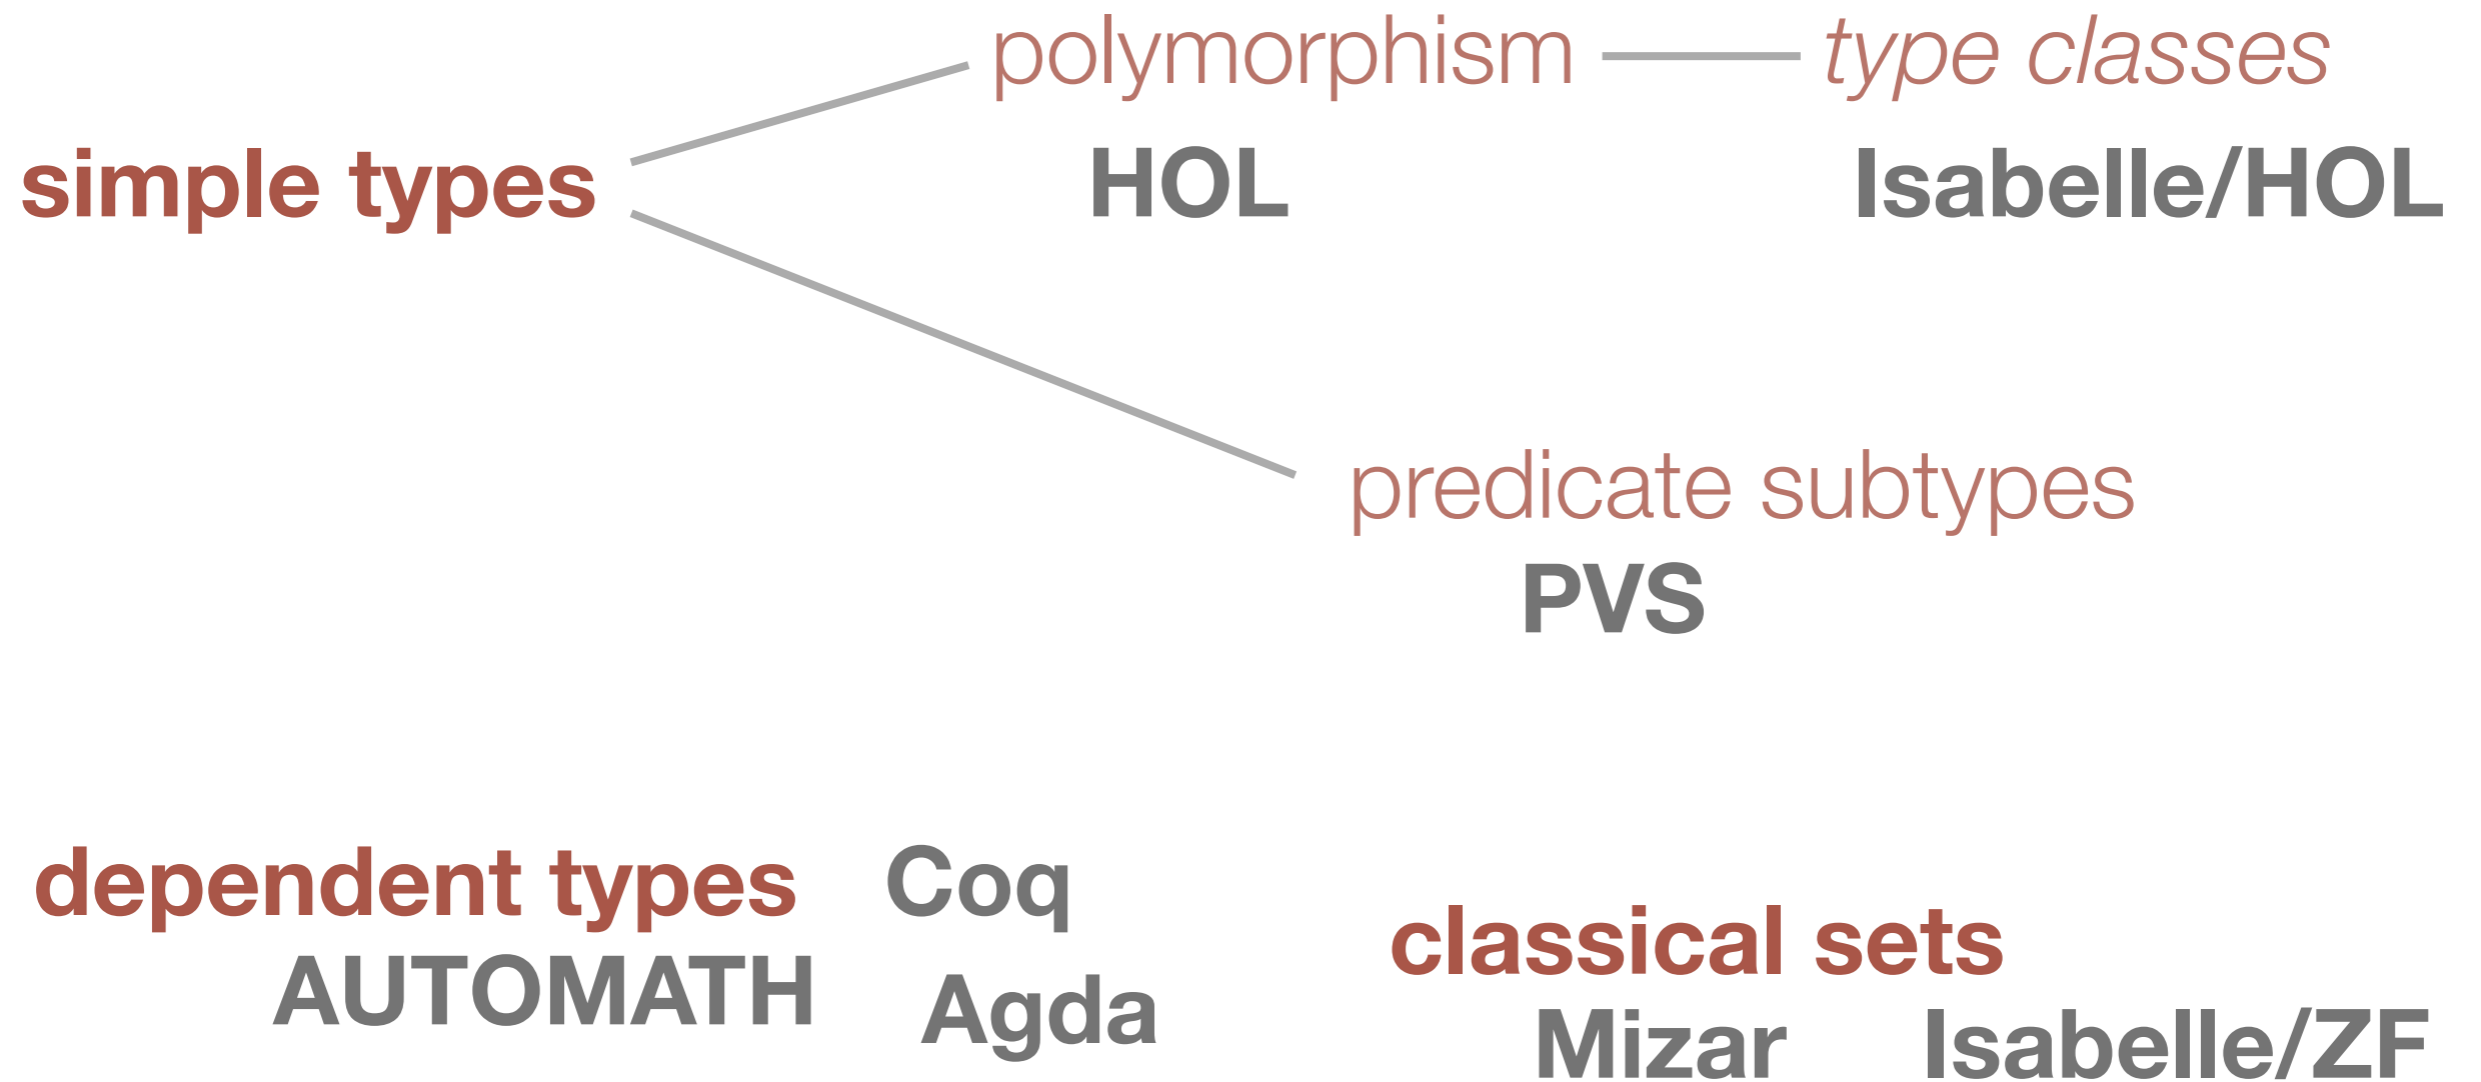 polymorphism
type classes
simple types
HOL
Isabelle/HOL
predicate subtypes
PVS
dependent types
Coq
AUTOMATH
Agda
classical sets
Mizar
Isabelle/ZF